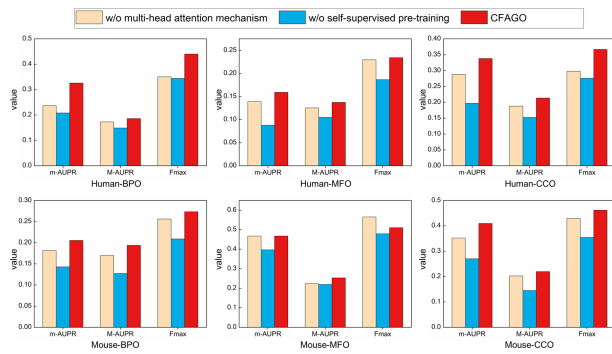 w/o multi-head attention mechanism w/o self-supervised pre-training CFAGO
0.5
0.4
0.3
0.2
0.1
0.0
value
m-AUPR M-AUPR Fmax
Human-BPO
0.25
0.20
0.15
0.10
0.05
0.00
value
m-AUPR M-AUPR Fmax
Human-MFO
0.40
0.35
0.30
0.25
0.20
0.15
0.10
0.05
0.00
value
m-AUPR M-AUPR Fmax
Human-CCO
0.30
0.25
0.20
0.15
0.10
0.05
0.00
value
m-AUPR M-AUPR Fmax
Mouse-BPO
0.6
0.5
0.4
0.3
0.2
0.1
0.0
value
m-AUPR M-AUPR Fmax
Mouse-MFO
0.5
0.4
0.3
0.2
0.1
0.0
value
m-AUPR M-AUPR Fmax
Mouse-CCO